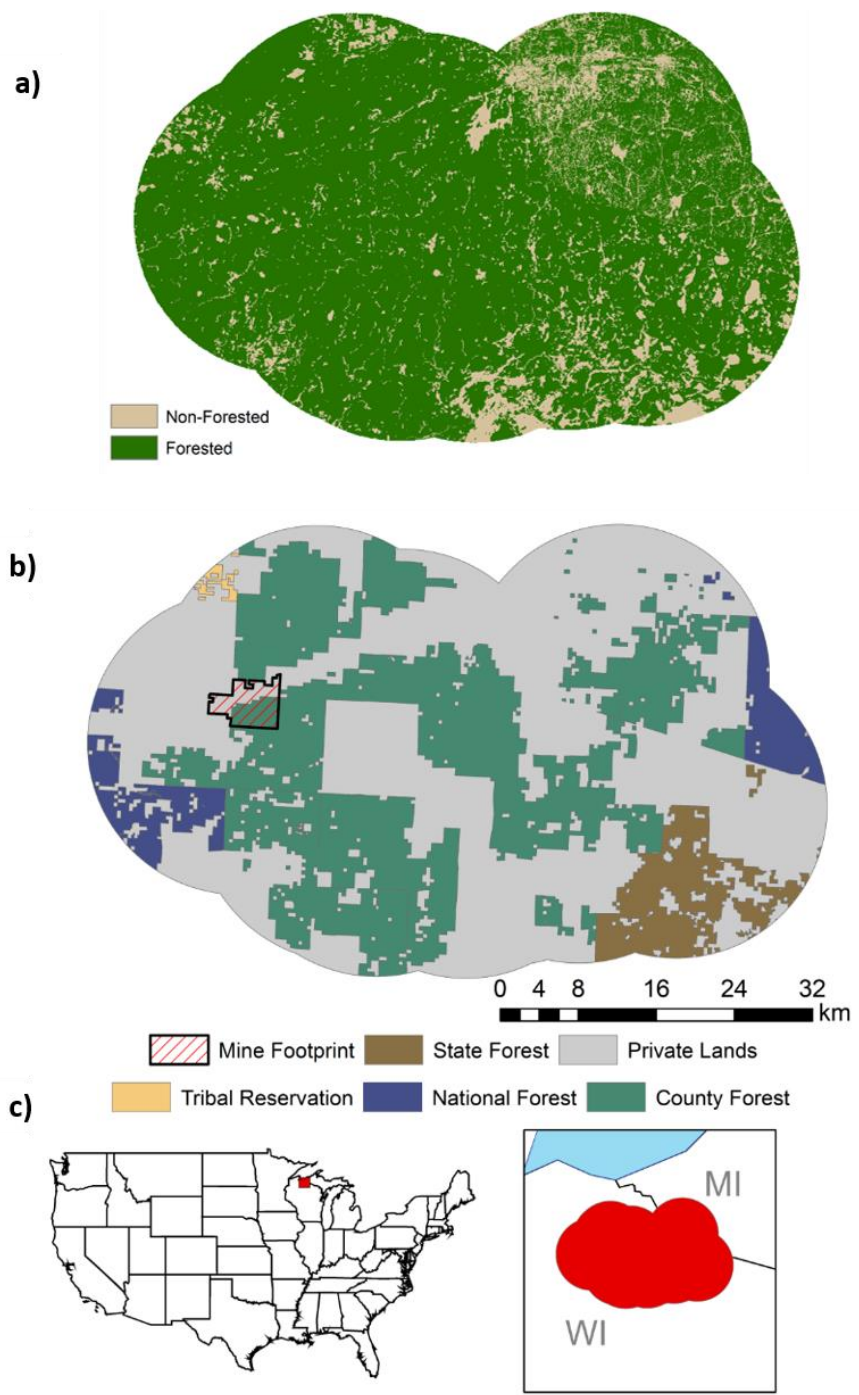 a)
Non-Forested
Forested
b)
0 4 8 16 24 32
km
Mine Footprint State Forest Private Lands
Tribal Reservation National Forest County Forest
c)
MI
WI